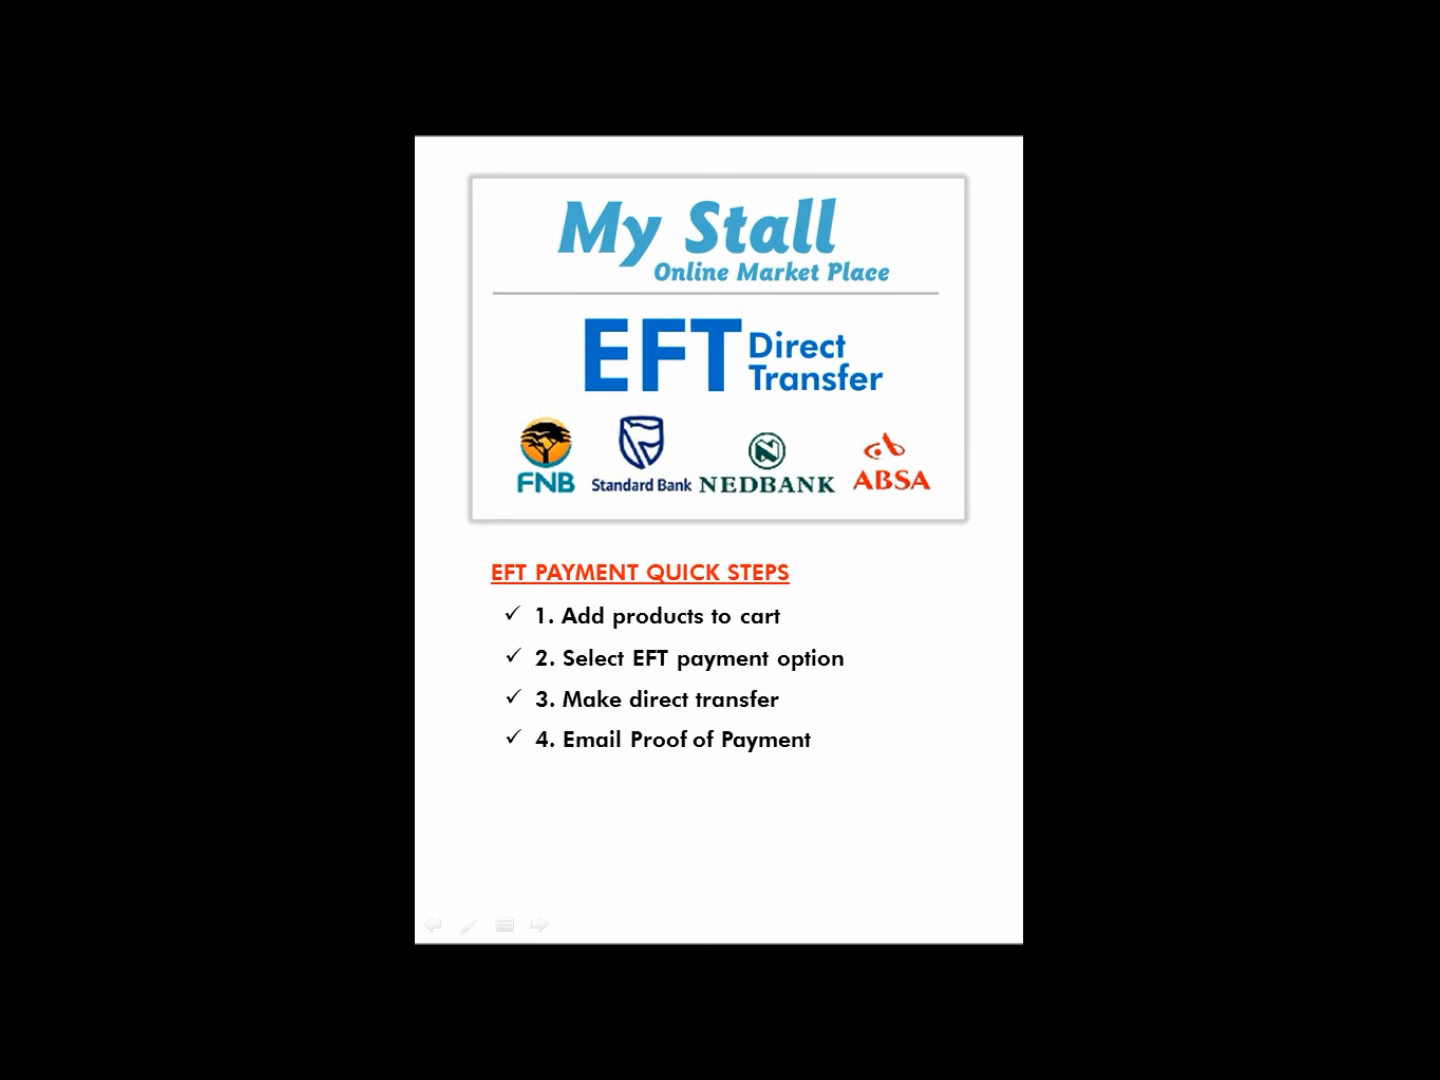 My Stall
Online Market Place
EFT Direct
Transfer
FNB Standard Bank NEDBANK ABSA
EFT PAYMENT QUICK STEPS
✓ 1. Add products to cart
✓ 2. Select EFT payment option
✓ 3. Make direct transfer
✓ 4. Email Proof of Payment